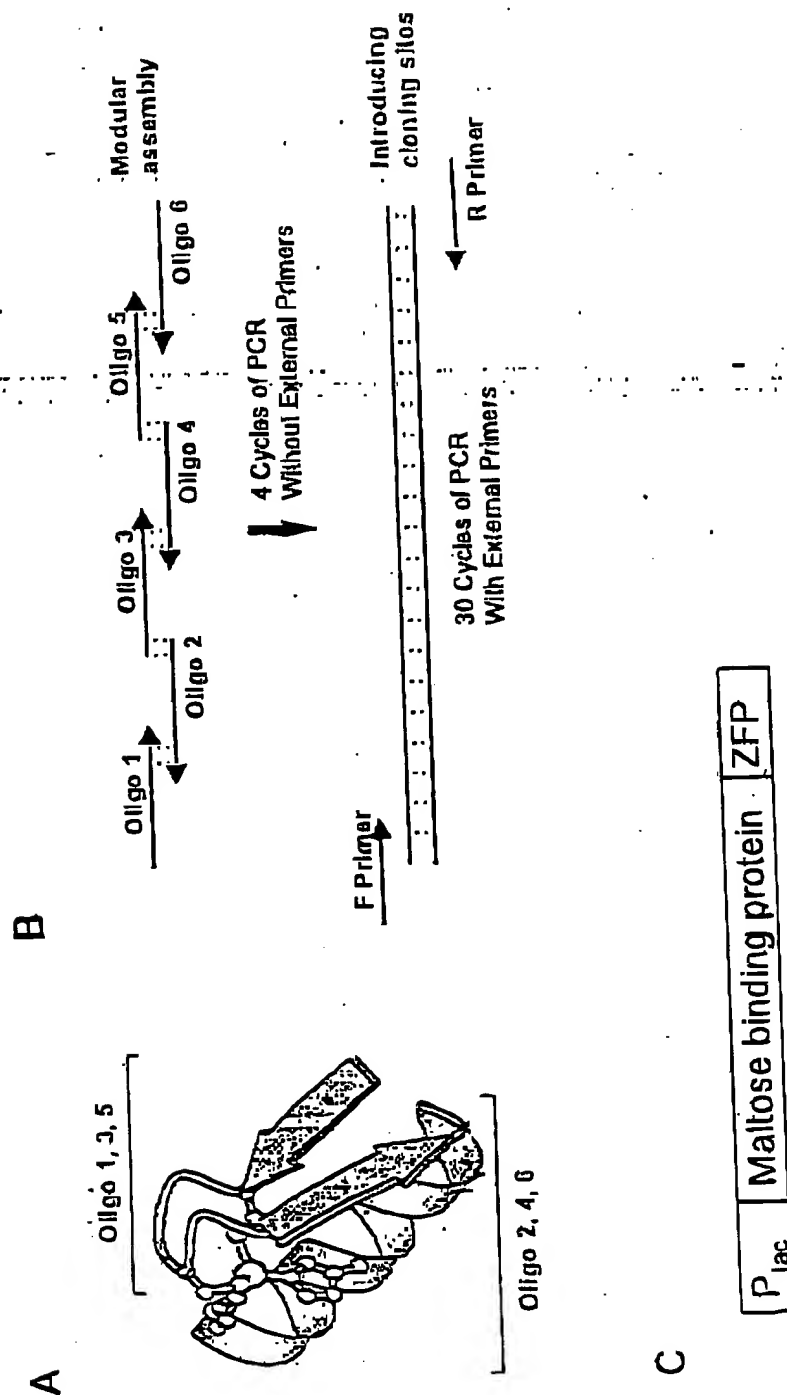 A
Oligo 1, 3, 5
Oligo 2, 4, 6
B
Oligo 1
Oligo 2
Oligo 3
Oligo 4
Oligo 5
Oligo 6
Modular
assembly
4 Cycles of PCR
Without External Primers
F Primer
Introducing
cloning sites
R Primer
30 Cycles of PCR
With External Primers
C
P lac
Maltose binding protein
ZFP